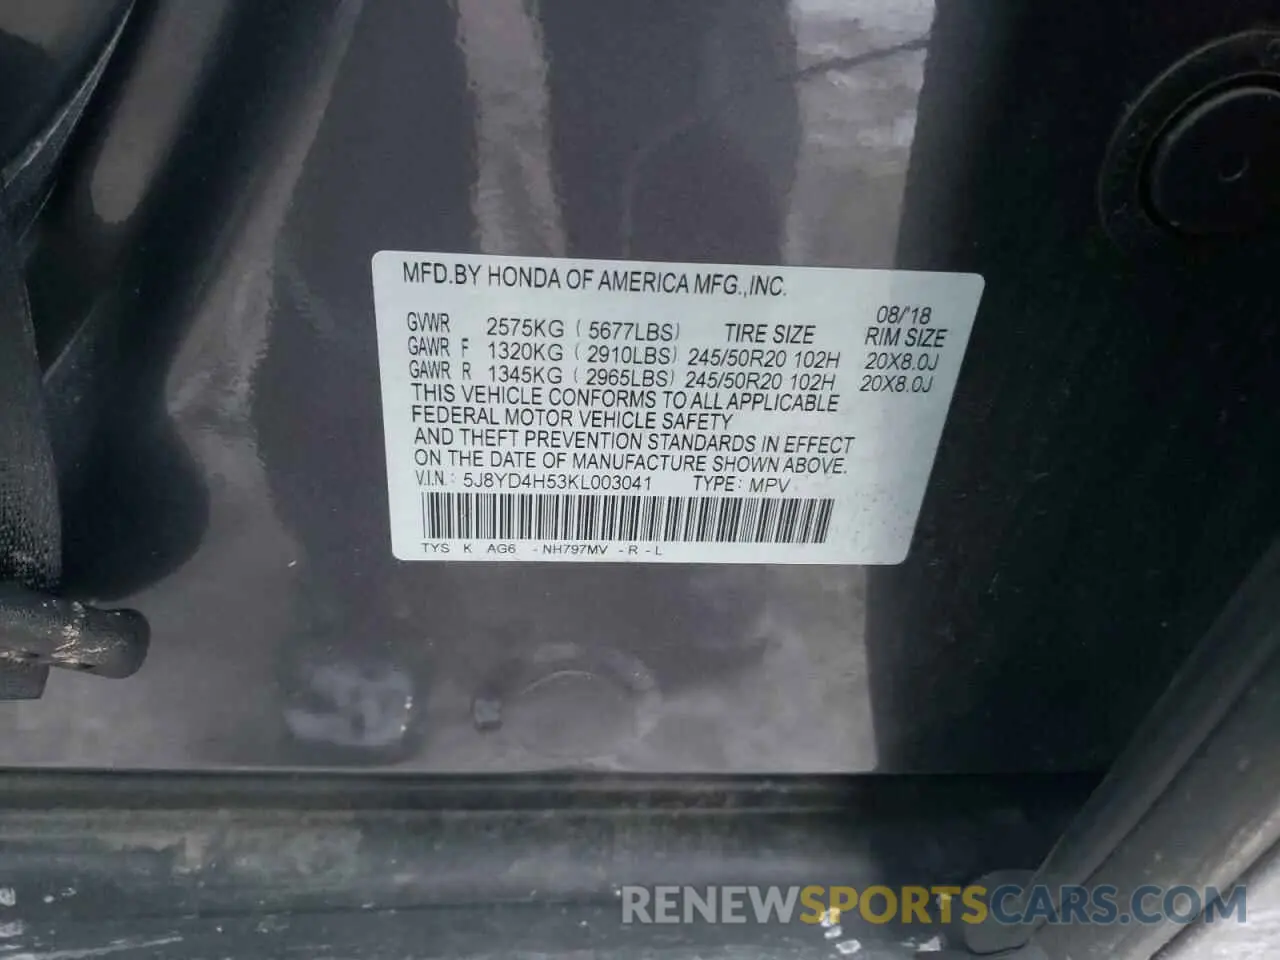 MFD.BY HONDA OF AMERICA MFG.,INC.
08/'18
GVWR 2575KG ( 5677LBS) TIRE SIZE RIM SIZE
GAWR F 1320KG ( 2910LBS) 245/50R20 102H 20X8.0J
GAWR R 1345KG ( 2965LBS) 245/50R20 102H 20X8.0J
THIS VEHICLE CONFORMS TO ALL APPLICABLE
FEDERAL MOTOR VEHICLE SAFETY
AND THEFT PREVENTION STANDARDS IN EFFECT
ON THE DATE OF MANUFACTURE SHOWN ABOVE.
V.I.N.: 5J8YD4H53KL003041 TYPE: MPV
TYS K AG6 -NH797MV -R-L
RENEWSPORTSCARS.COM